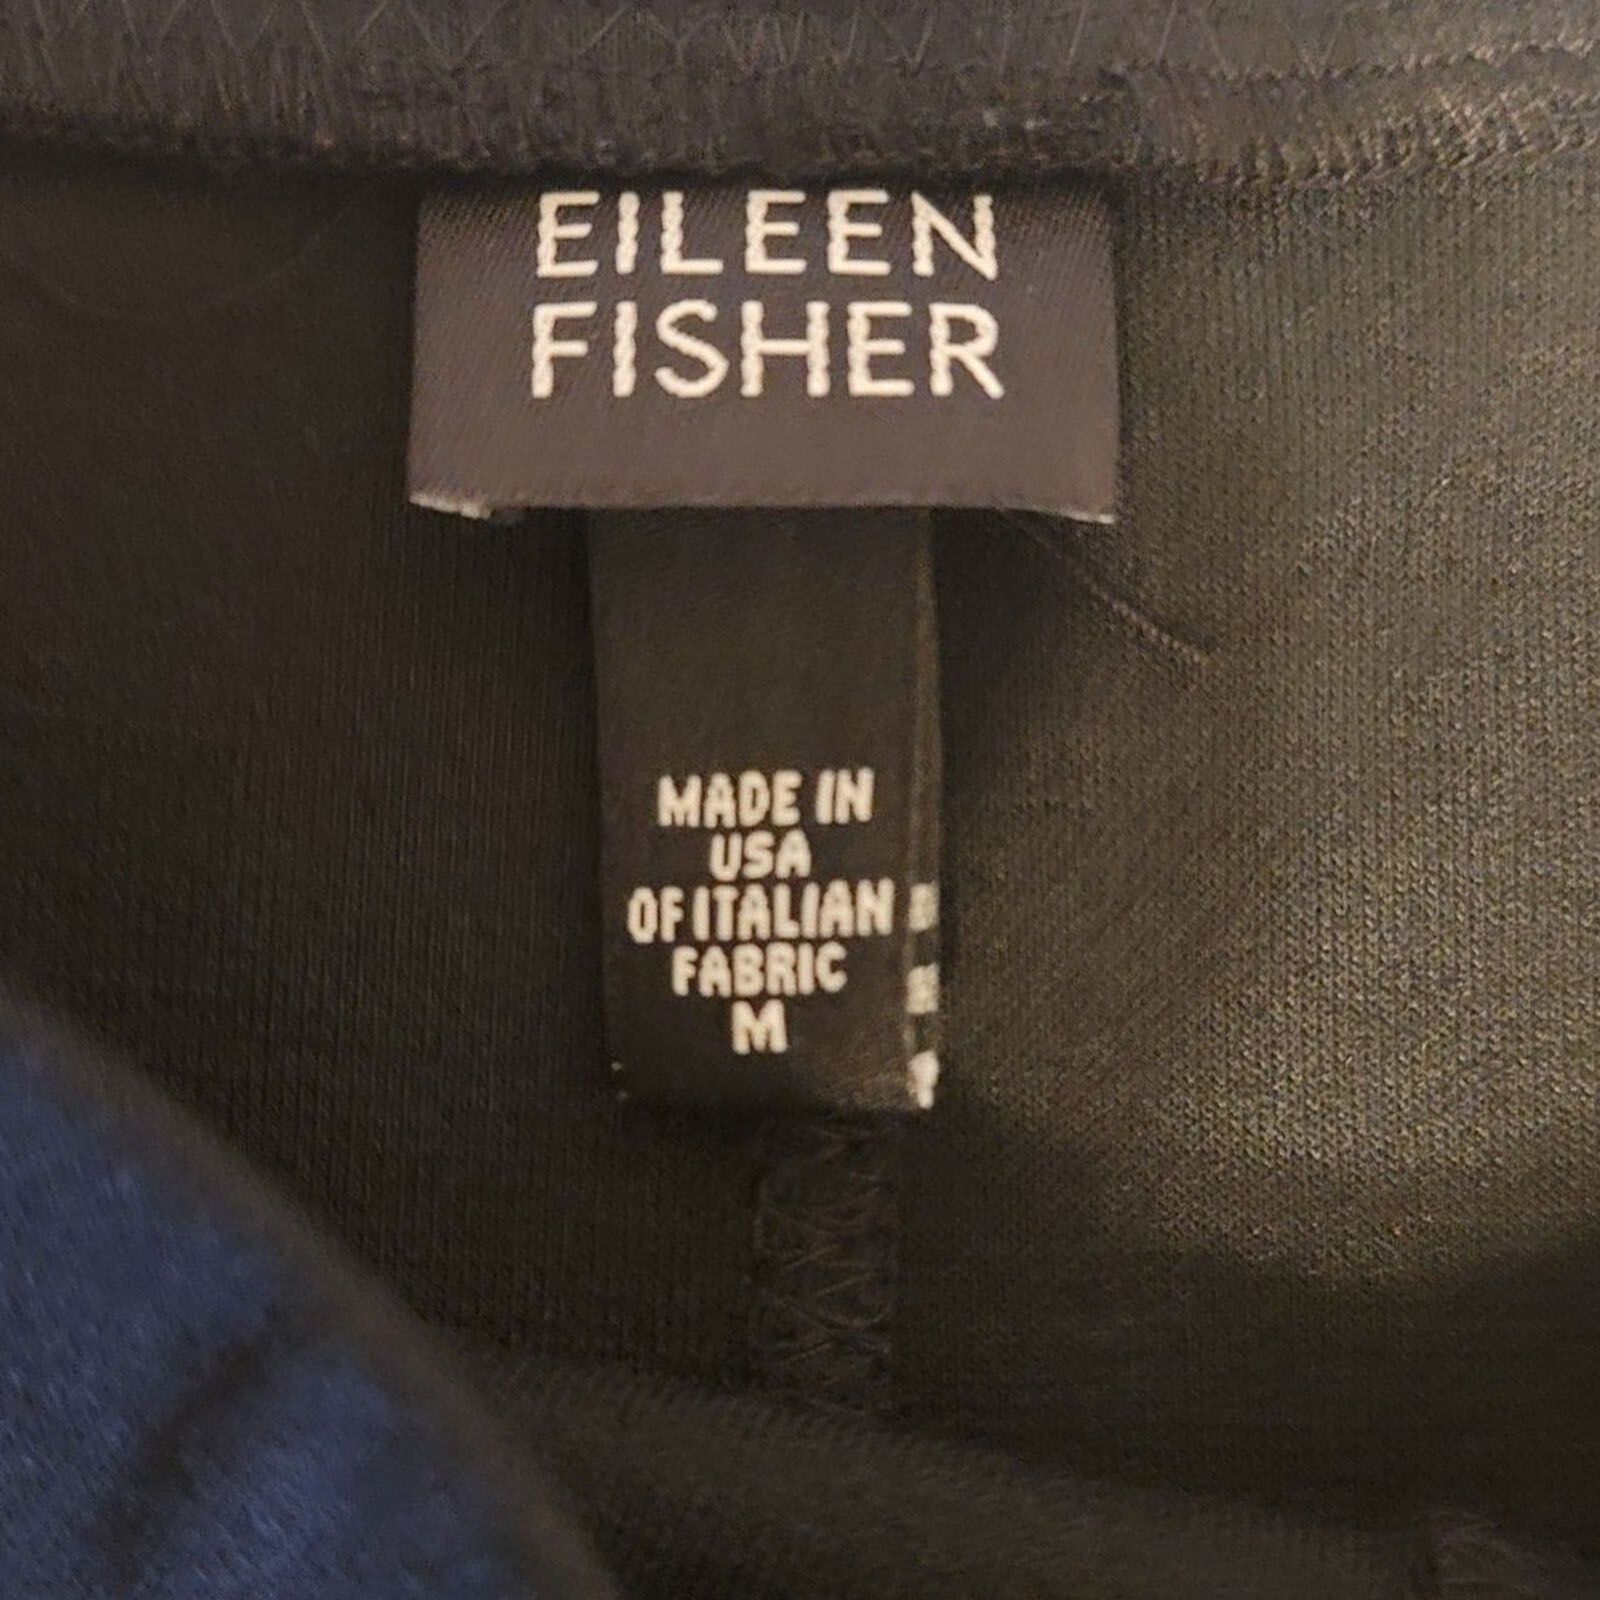 EILEEN
FISHER
MADE IN
USA
OF ITALIAN
FABRIC
M